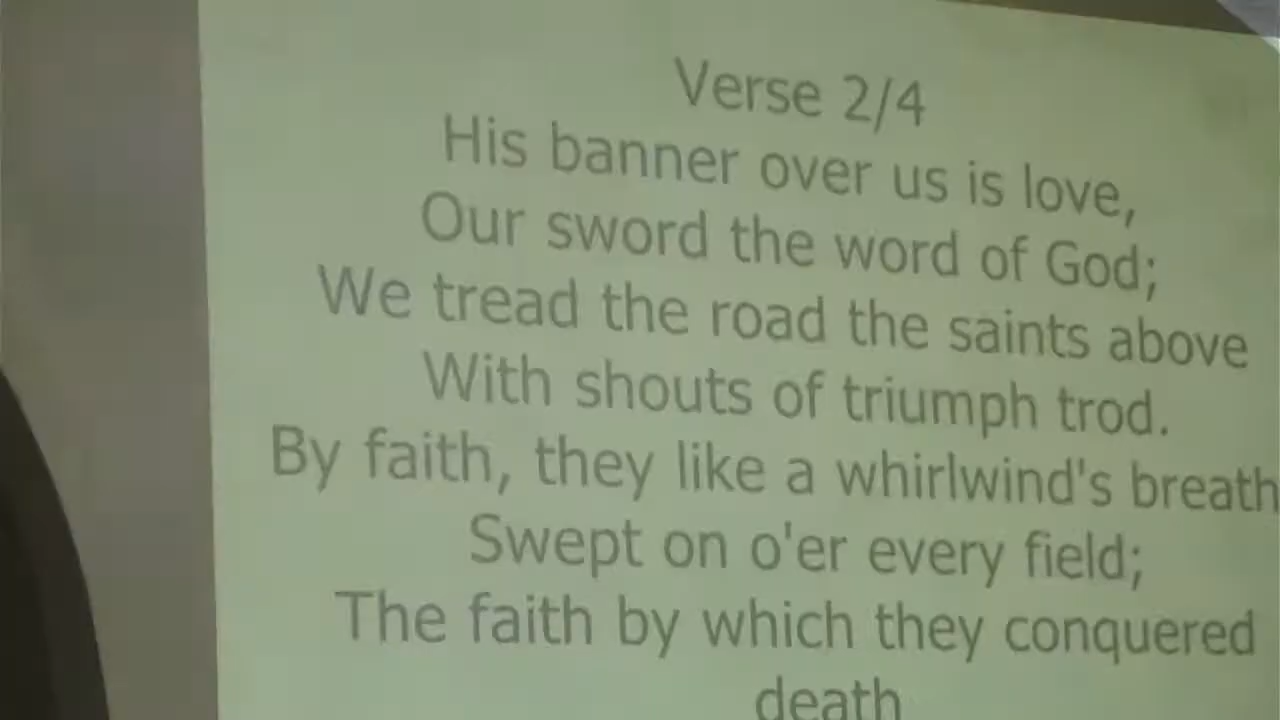 Verse 2/4
His banner over us is love,
Our sword the word of God;
We tread the road the saints above
With shouts of triumph trod.
By faith, they like a whirlwind's breath
Swept on o'er every field;
The faith by which they conquered
death